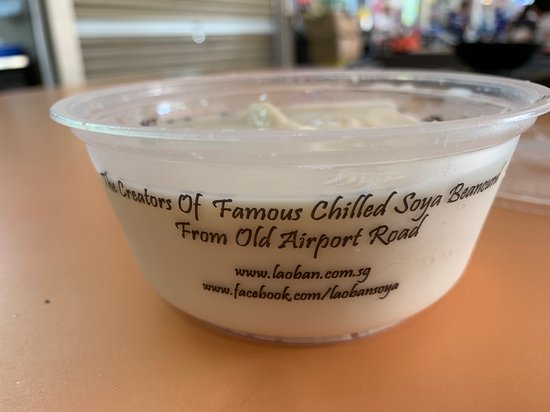 The Creators Of Famous Chilled Soya Beancurd
From Old Airport Road
www.laoban.com.sg
www.facebook.com/laobansoya